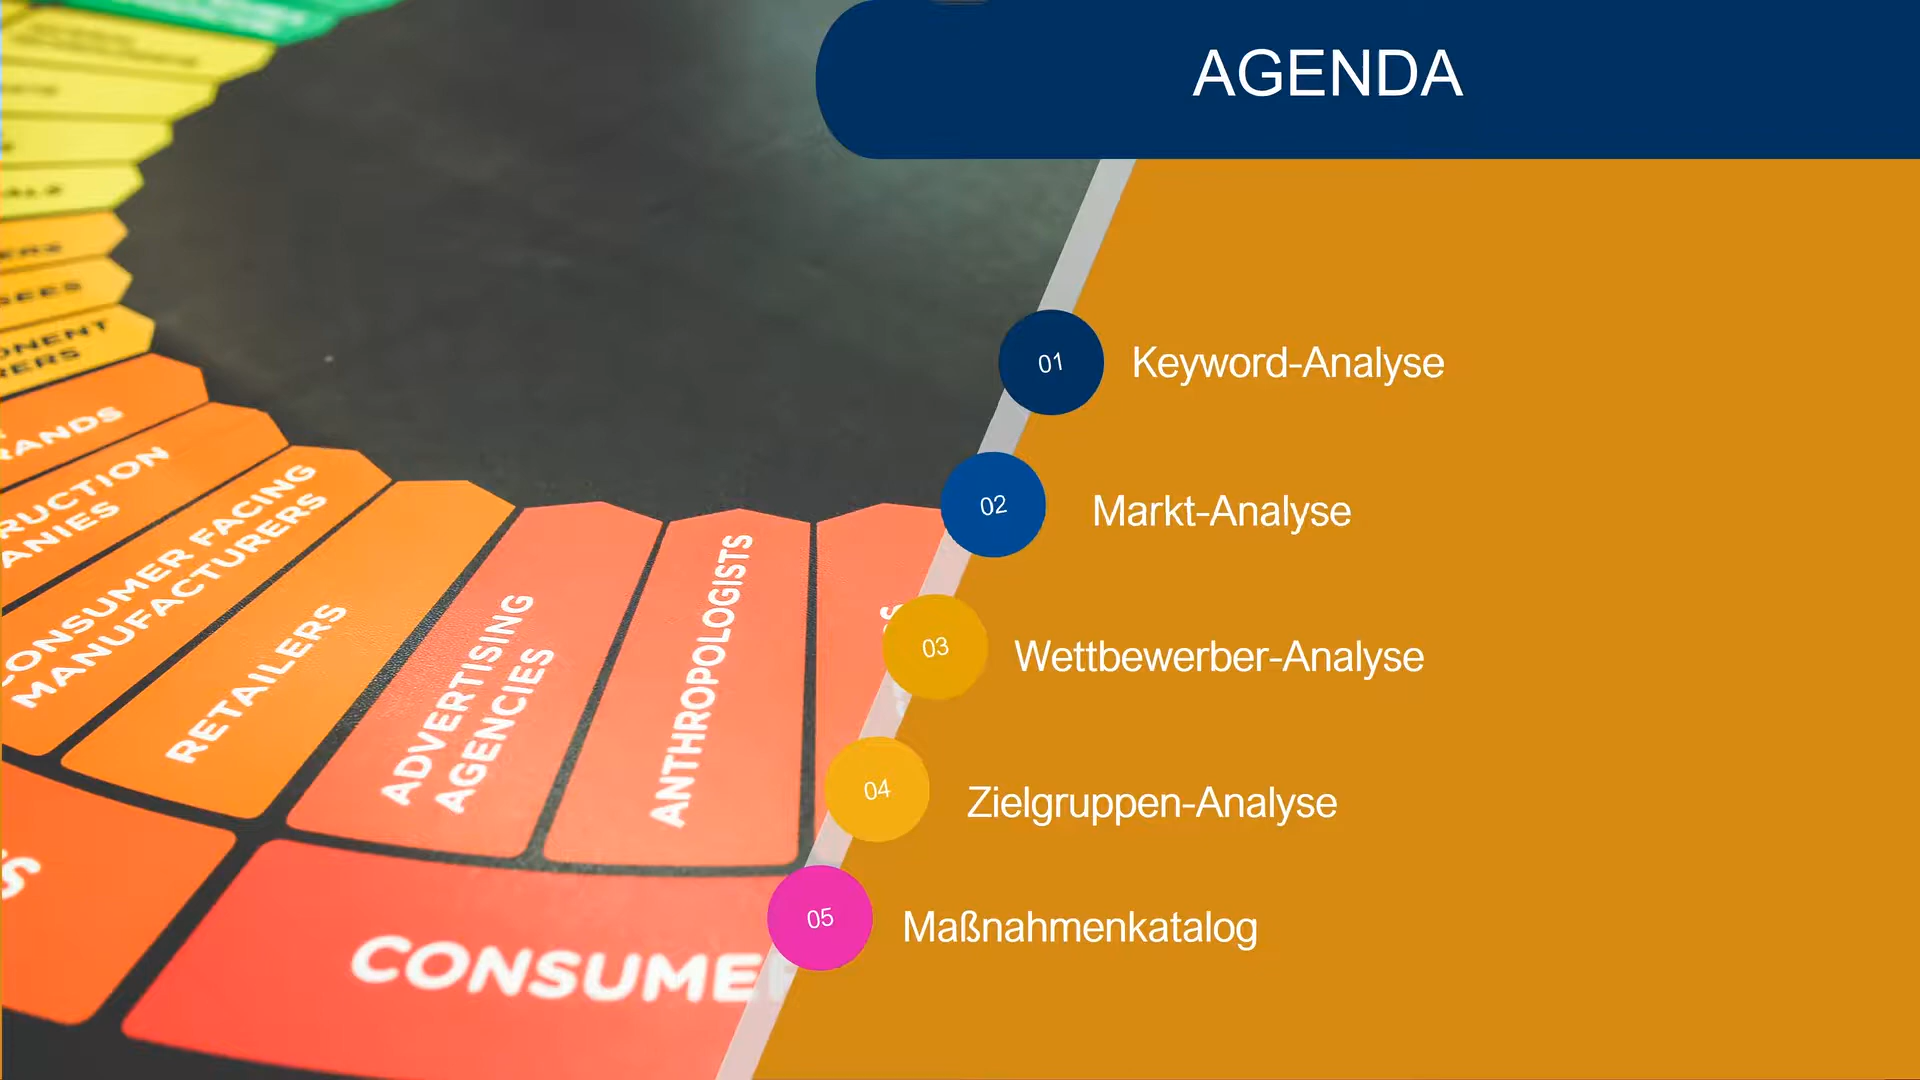 AGENDA
01 Keyword-Analyse
02 Markt-Analyse
03 Wettbewerber-Analyse
04 Zielgruppen-Analyse
05 Maßnahmenkatalog
CONSUMER FACING
MANUFACTURERS
RETAILERS
ADVERTISING
AGENCIES
ANTHROPOLOGISTS
CONSUME